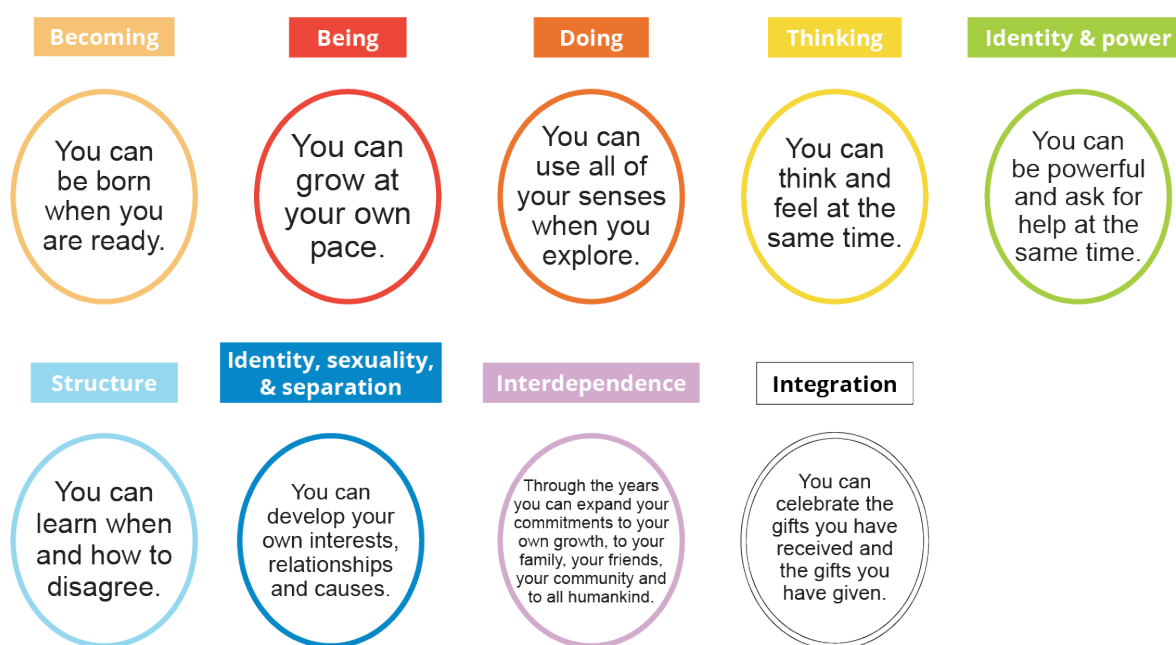 Becoming
Being
Doing
Thinking
Identity & power
You can
be born
when you
are ready.
You can
grow at
your own
pace.
You can
use all of
your senses
when you
explore.
You can
think and
feel at the
same time.
You can
be powerful
and ask for
help at the
same time.
Structure
Identity, sexuality,
& separation
Interdependence
Integration
You can
learn when
and how to
disagree.
You can
develop your
own interests,
relationships
and causes.
Through the years
you can expand your
commitments to your
own growth, to your
family, your friends,
your community and
to all humankind.
You can
celebrate the
gifts you have
received and
the gifts you
have given.